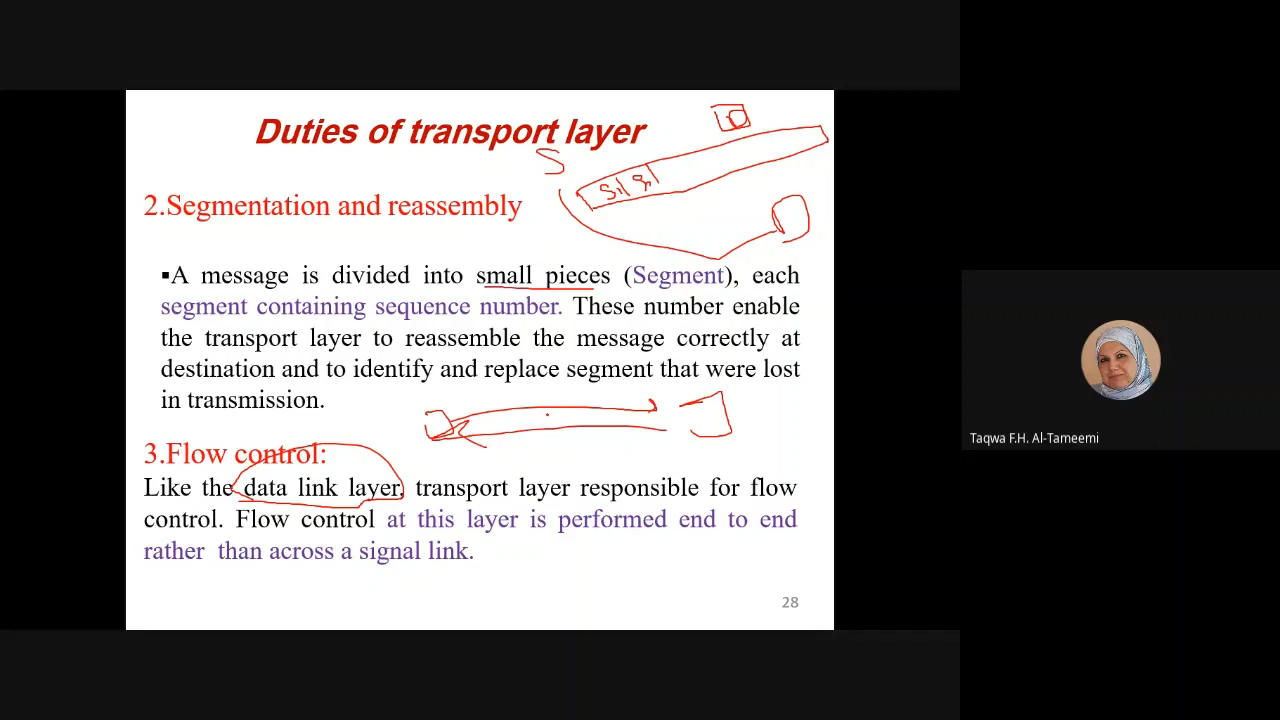 Duties of transport layer
D
S
S1 S1
2.Segmentation and reassembly
▪A message is divided into small pieces (Segment), each
segment containing sequence number. These number enable
the transport layer to reassemble the message correctly at
destination and to identify and replace segment that were lost
in transmission.
3.Flow control:
Like the data link layer, transport layer responsible for flow
control. Flow control at this layer is performed end to end
rather than across a signal link.
28
Taqwa F.H. Al-Tameemi